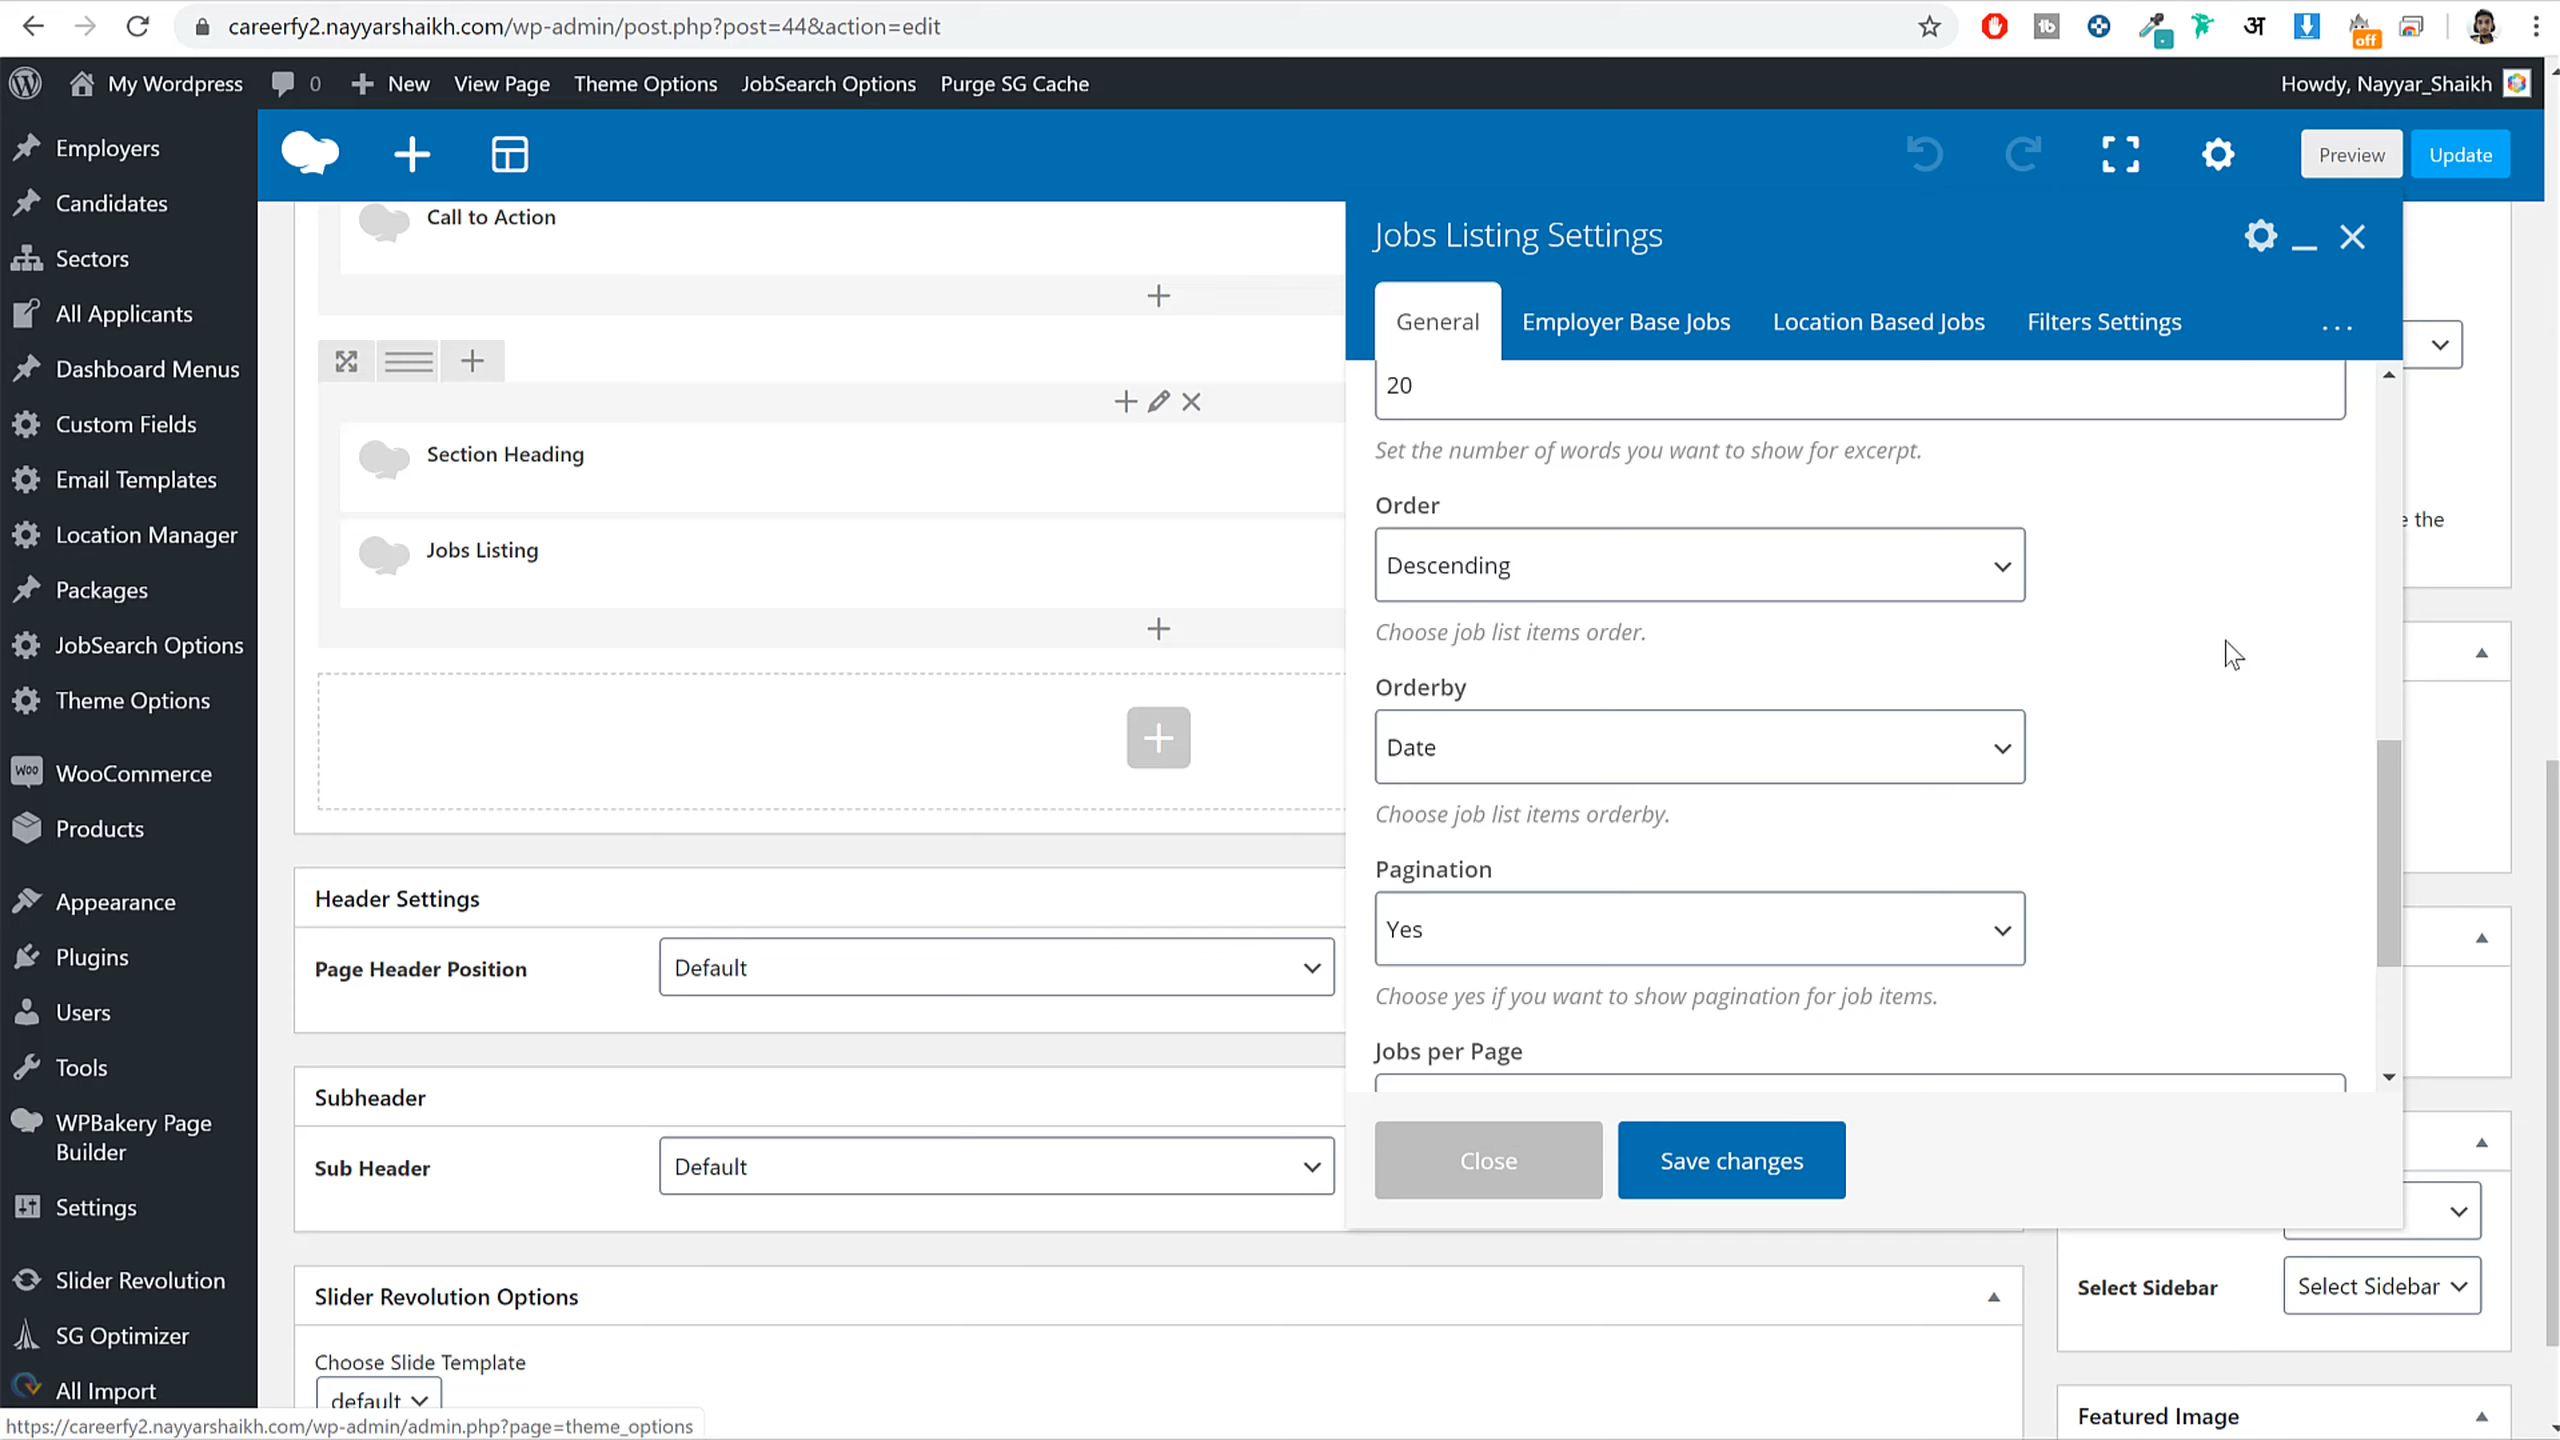 careerfy2.nayyarshaikh.com/wp-admin/post.php?post=44&action=edit
tb
अ
off
My Wordpress
0
New
View Page
Theme Options
JobSearch Options
Purge SG Cache
Howdy, Nayyar_Shaikh
Employers
Candidates
Sectors
All Applicants
Dashboard Menus
Custom Fields
Email Templates
Location Manager
Packages
JobSearch Options
Theme Options
WOO
WooCommerce
Products
Appearance
Plugins
Users
Tools
WPBakery Page
Builder
Settings
Slider Revolution
SG Optimizer
All Import
https://careerfy2.nayyarshaikh.com/wp-admin/admin.php?page=theme_options
Preview
Update
Call to Action
Section Heading
Jobs Listing
Header Settings
Page Header Position
Default
Subheader
Sub Header
Default
Slider Revolution Options
Choose Slide Template
default
Jobs Listing Settings
General
Employer Base Jobs
Location Based Jobs
Filters Settings
...
20
Set the number of words you want to show for excerpt.
Order
Descending
Choose job list items order.
Orderby
Date
Choose job list items orderby.
Pagination
Yes
Choose yes if you want to show pagination for job items.
Jobs per Page
Close
Save changes
the
Select Sidebar
Select Sidebar
Featured Image